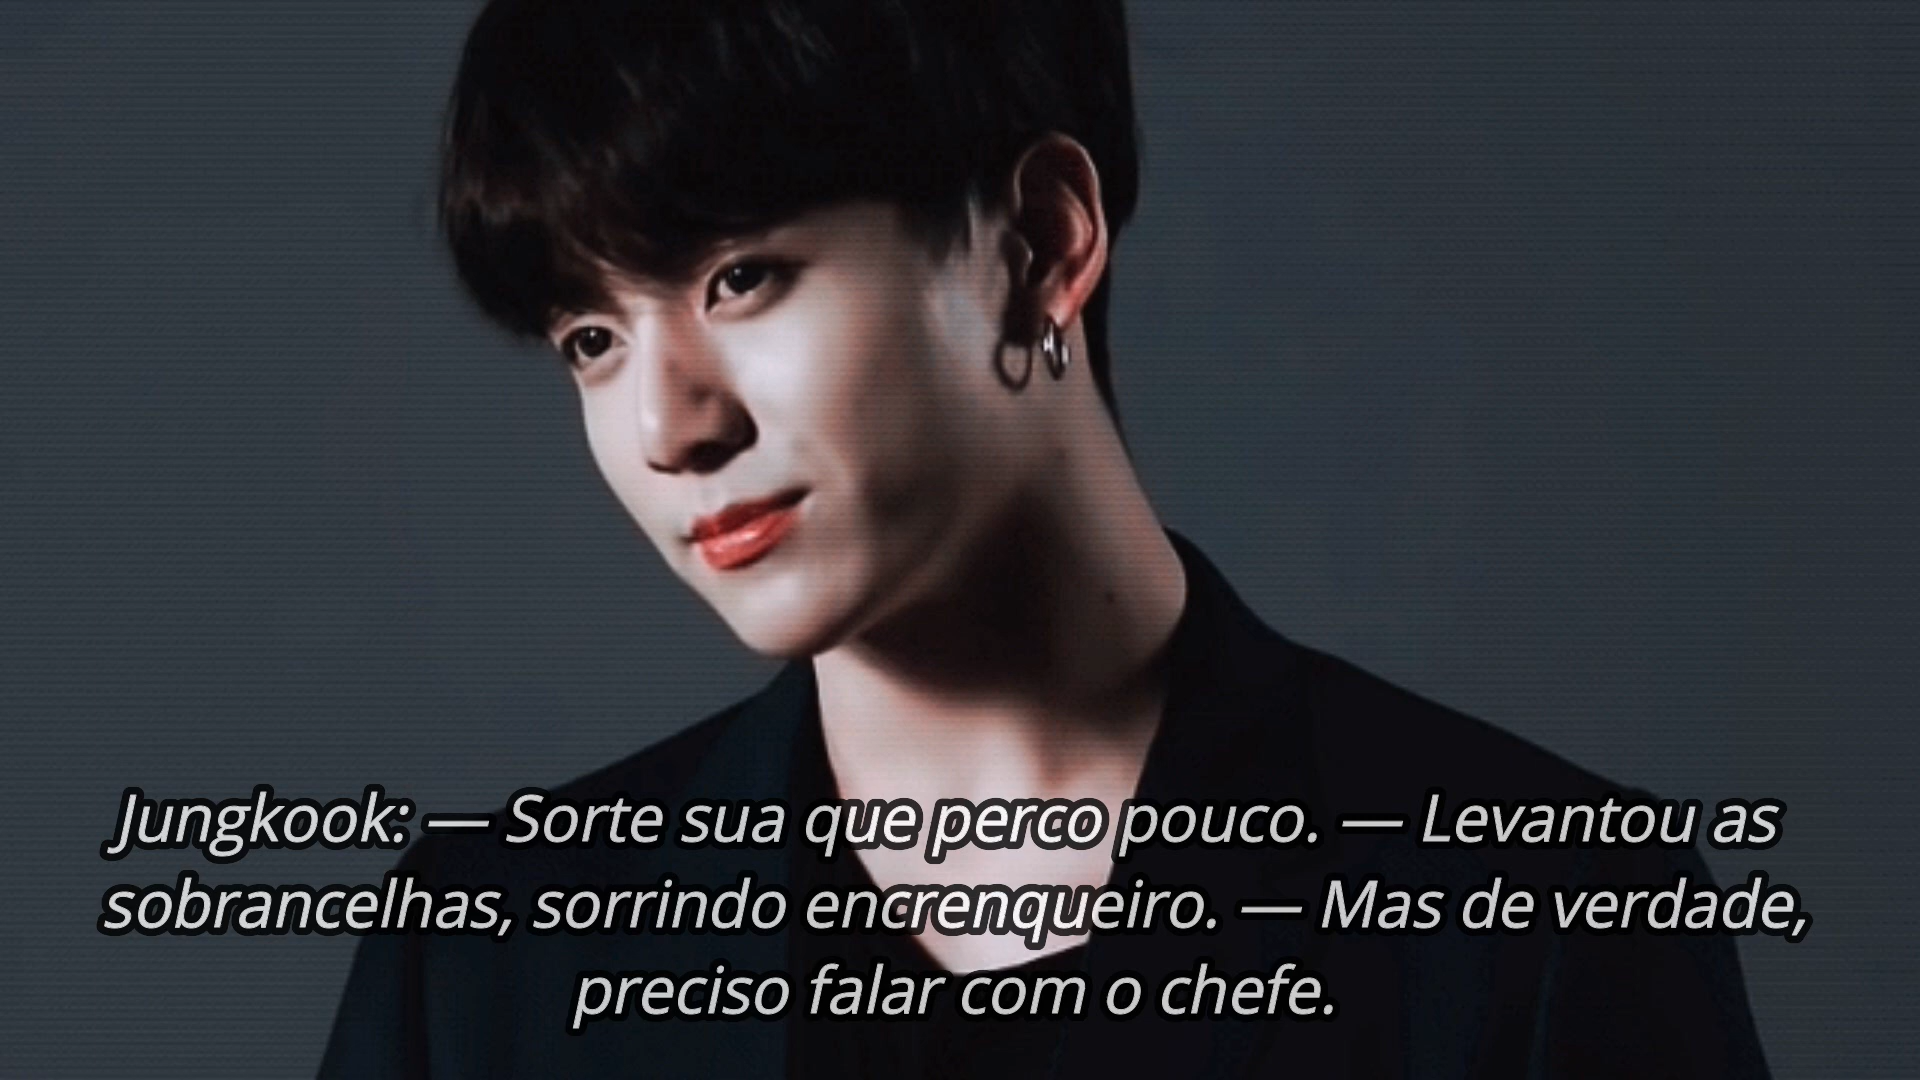 Jungkook: — Sorte sua que perco pouco. — Levantou as
sobrancelhas, sorrindo encrenqueiro. — Mas de verdade,
preciso falar com o chefe.